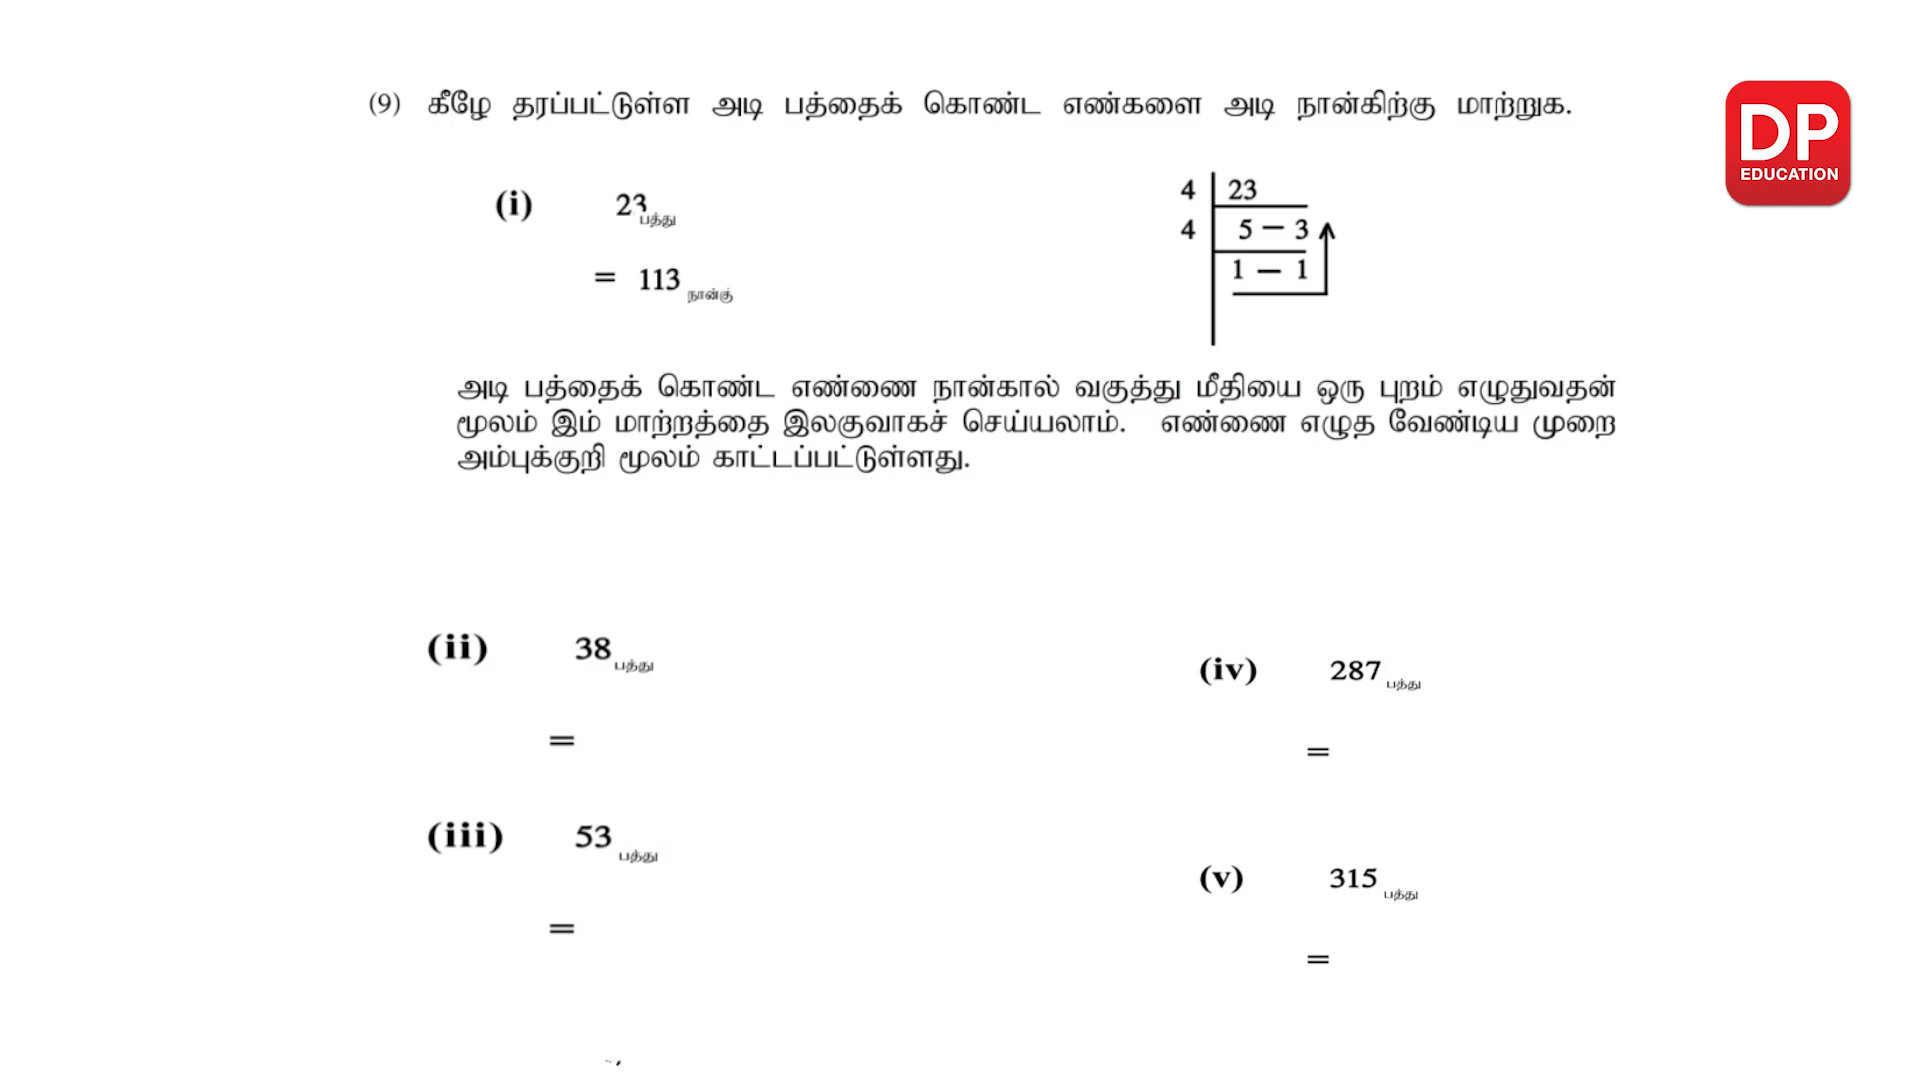 (9) கீழே தரப்பட்டுள்ள அடி பத்தைக் கொண்ட எண்களை அடி நான்கிற்கு மாற்றுக.
DP
EDUCATION
(i) 23பத்து
= 113 நான்கு
4 23
4 5 – 3
1 – 1
அடி பத்தைக் கொண்ட எண்ணை நான்கால் வகுத்து மீதியை ஒரு புறம் எழுதுவதன்
மூலம் இம் மாற்றத்தை இலகுவாகச் செய்யலாம். எண்ணை எழுத வேண்டிய முறை
அம்புக்குறி மூலம் காட்டப்பட்டுள்ளது.
(ii) 38 பத்து
=
(iii) 53 பத்து
=
(iv) 287 பத்து
=
(v) 315 பத்து
=